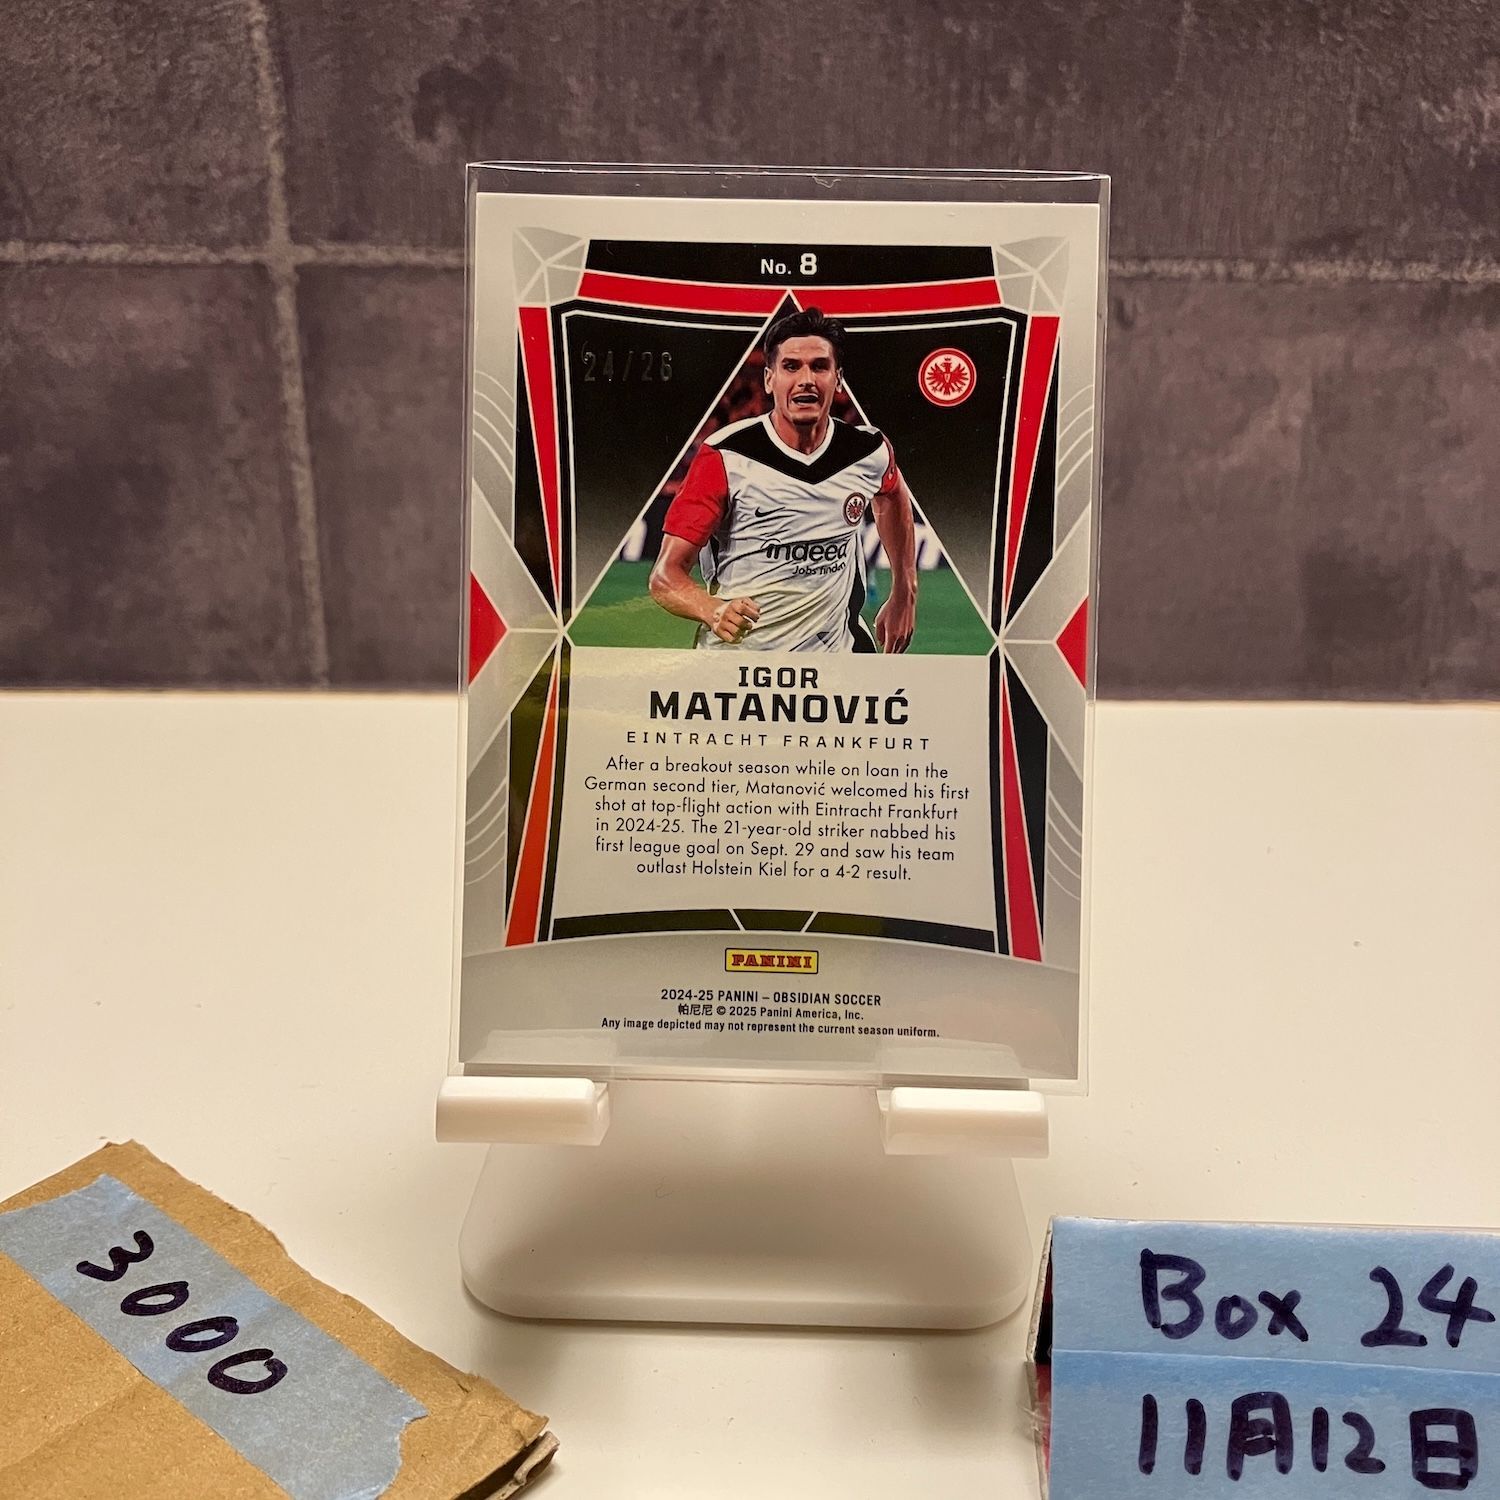 No. 8
24/26
indeed
Jobs finden
IGOR
MATANOVIĆ
EINTRACHT FRANKFURT
After a breakout season while on loan in the
German second tier, Matanović welcomed his first
shot at top-flight action with Eintracht Frankfurt
in 2024-25. The 21-year-old striker nabbed his
first league goal on Sept. 29 and saw his team
outlast Holstein Kiel for a 4-2 result.
PANINI
2024-25 PANINI – OBSIDIAN SOCCER
帕尼尼 © 2025 Panini America, Inc.
Any image depicted may not represent the current season uniform.
3000
Box 24
11月12日